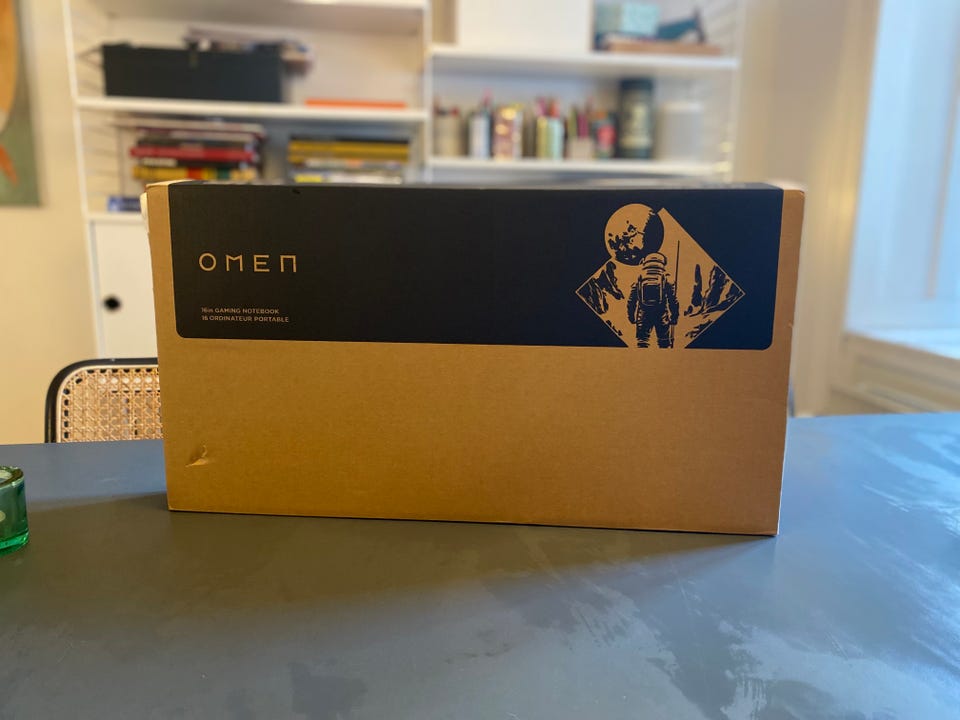 OMEN
16in GAMING NOTEBOOK
16 ORDINATEUR PORTABLE